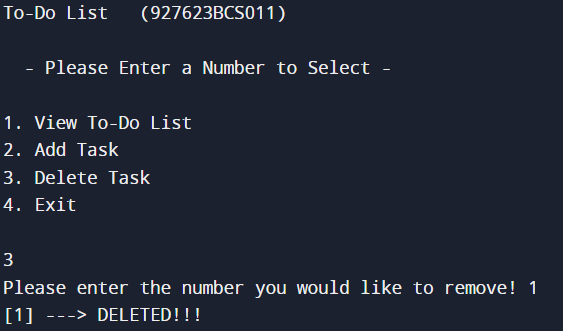 To-Do List   (927623BCS011)
- Please Enter a Number to Select -
1. View To-Do List
2. Add Task
3. Delete Task
4. Exit
3
Please enter the number you would like to remove! 1
[1] ---> DELETED!!!